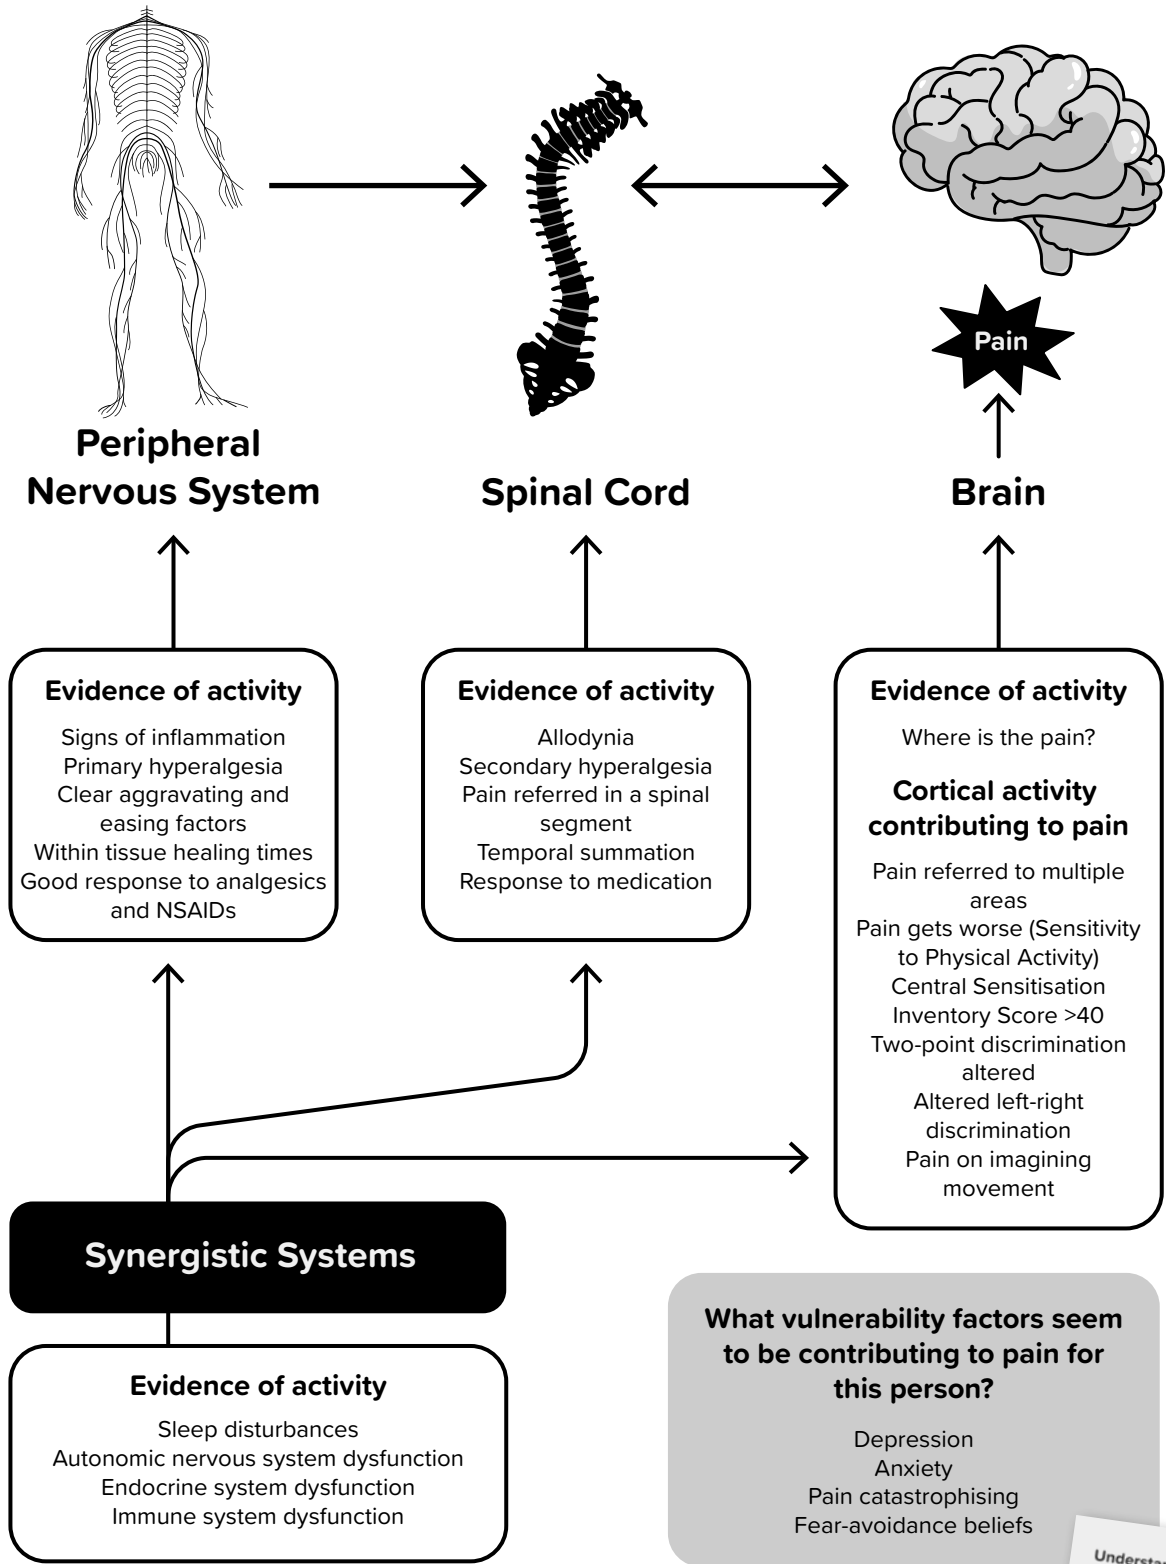 Pain
Peripheral
Nervous System
Spinal Cord
Brain
Evidence of activity
Signs of inflammation
Primary hyperalgesia
Clear aggravating and
easing factors
Within tissue healing times
Good response to analgesics
and NSAIDs
Evidence of activity
Allodynia
Secondary hyperalgesia
Pain referred in a spinal
segment
Temporal summation
Response to medication
Evidence of activity
Where is the pain?
Cortical activity
contributing to pain
Pain referred to multiple
areas
Pain gets worse (Sensitivity
to Physical Activity)
Central Sensitisation
Inventory Score >40
Two-point discrimination
altered
Altered left-right
discrimination
Pain on imagining
movement
Synergistic Systems
Evidence of activity
Sleep disturbances
Autonomic nervous system dysfunction
Endocrine system dysfunction
Immune system dysfunction
What vulnerability factors seem
to be contributing to pain for
this person?
Depression
Anxiety
Pain catastrophising
Fear-avoidance beliefs